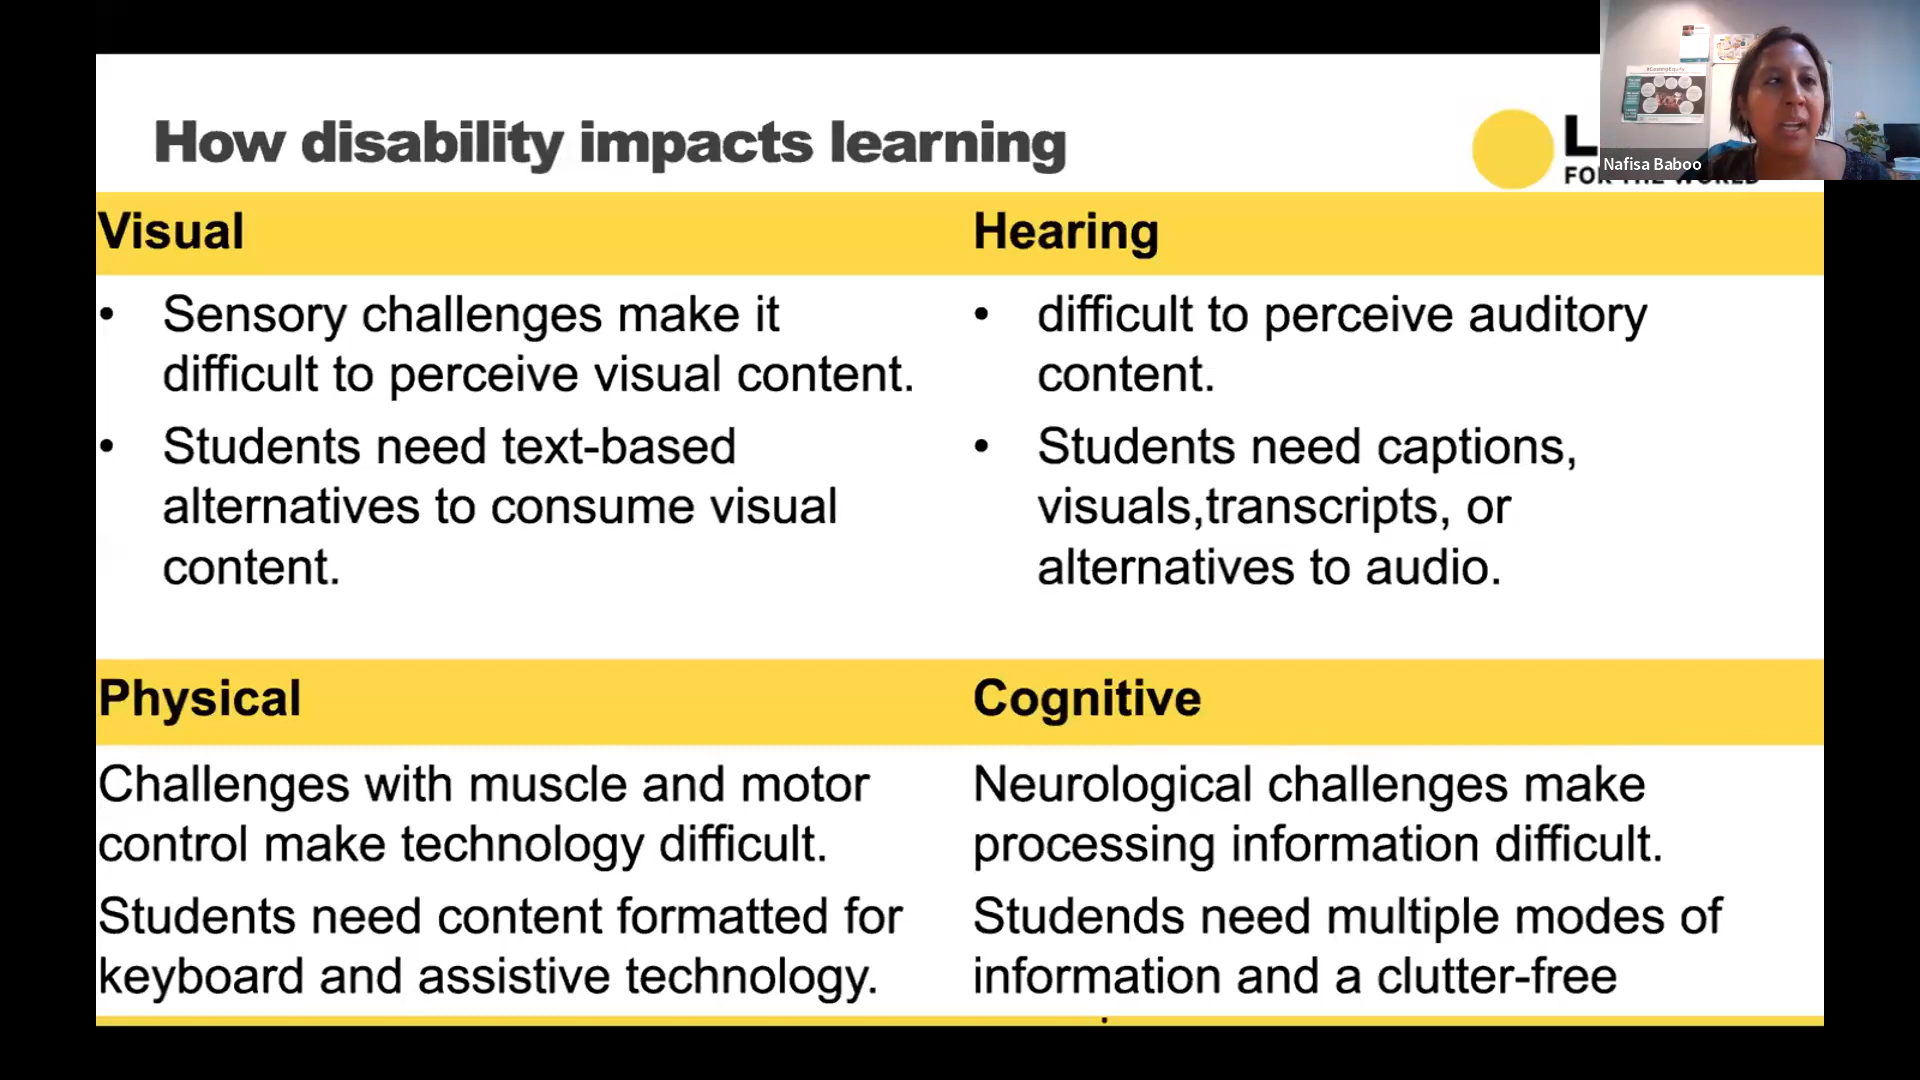 How disability impacts learning
L
FOR THE WORLD
Nafisa Baboo
Visual
Hearing
• Sensory challenges make it
difficult to perceive visual content.
• Students need text-based
alternatives to consume visual
content.
• difficult to perceive auditory
content.
• Students need captions,
visuals,transcripts, or
alternatives to audio.
Physical
Cognitive
Challenges with muscle and motor
control make technology difficult.
Students need content formatted for
keyboard and assistive technology.
Neurological challenges make
processing information difficult.
Studends need multiple modes of
information and a clutter-free